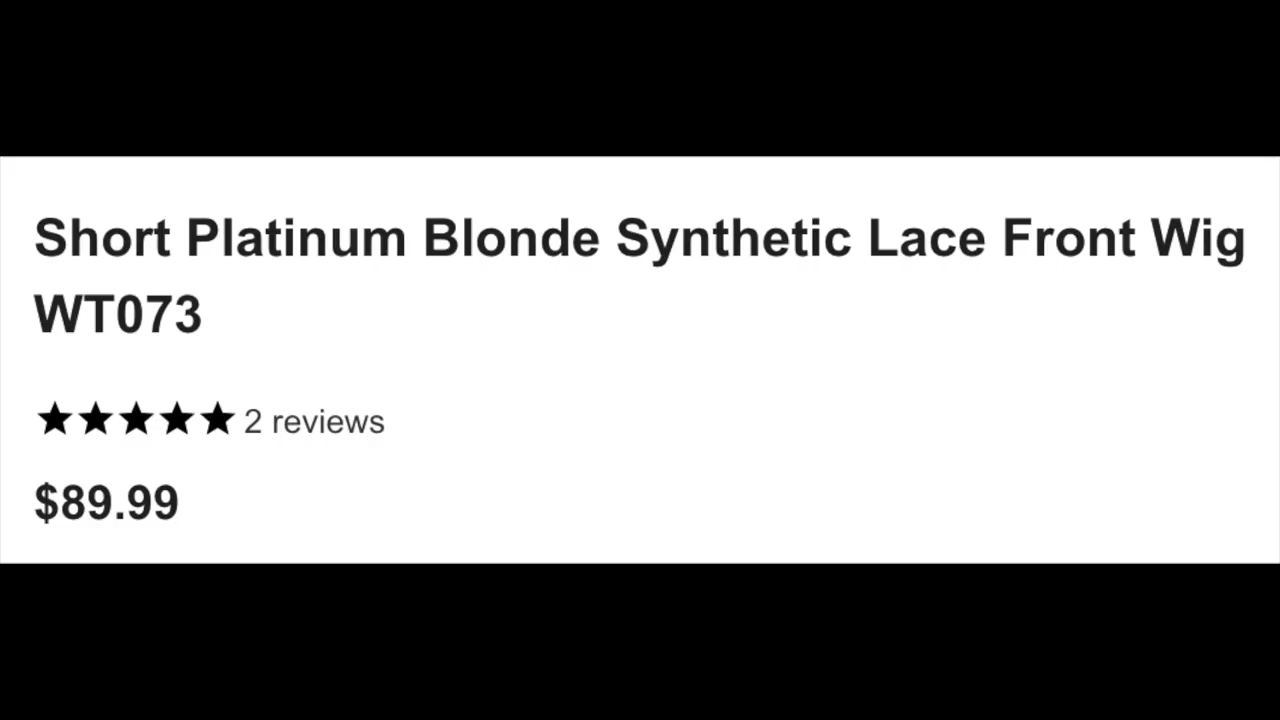 Short Platinum Blonde Synthetic Lace Front Wig
WT073
★★★★★ 2 reviews
$89.99